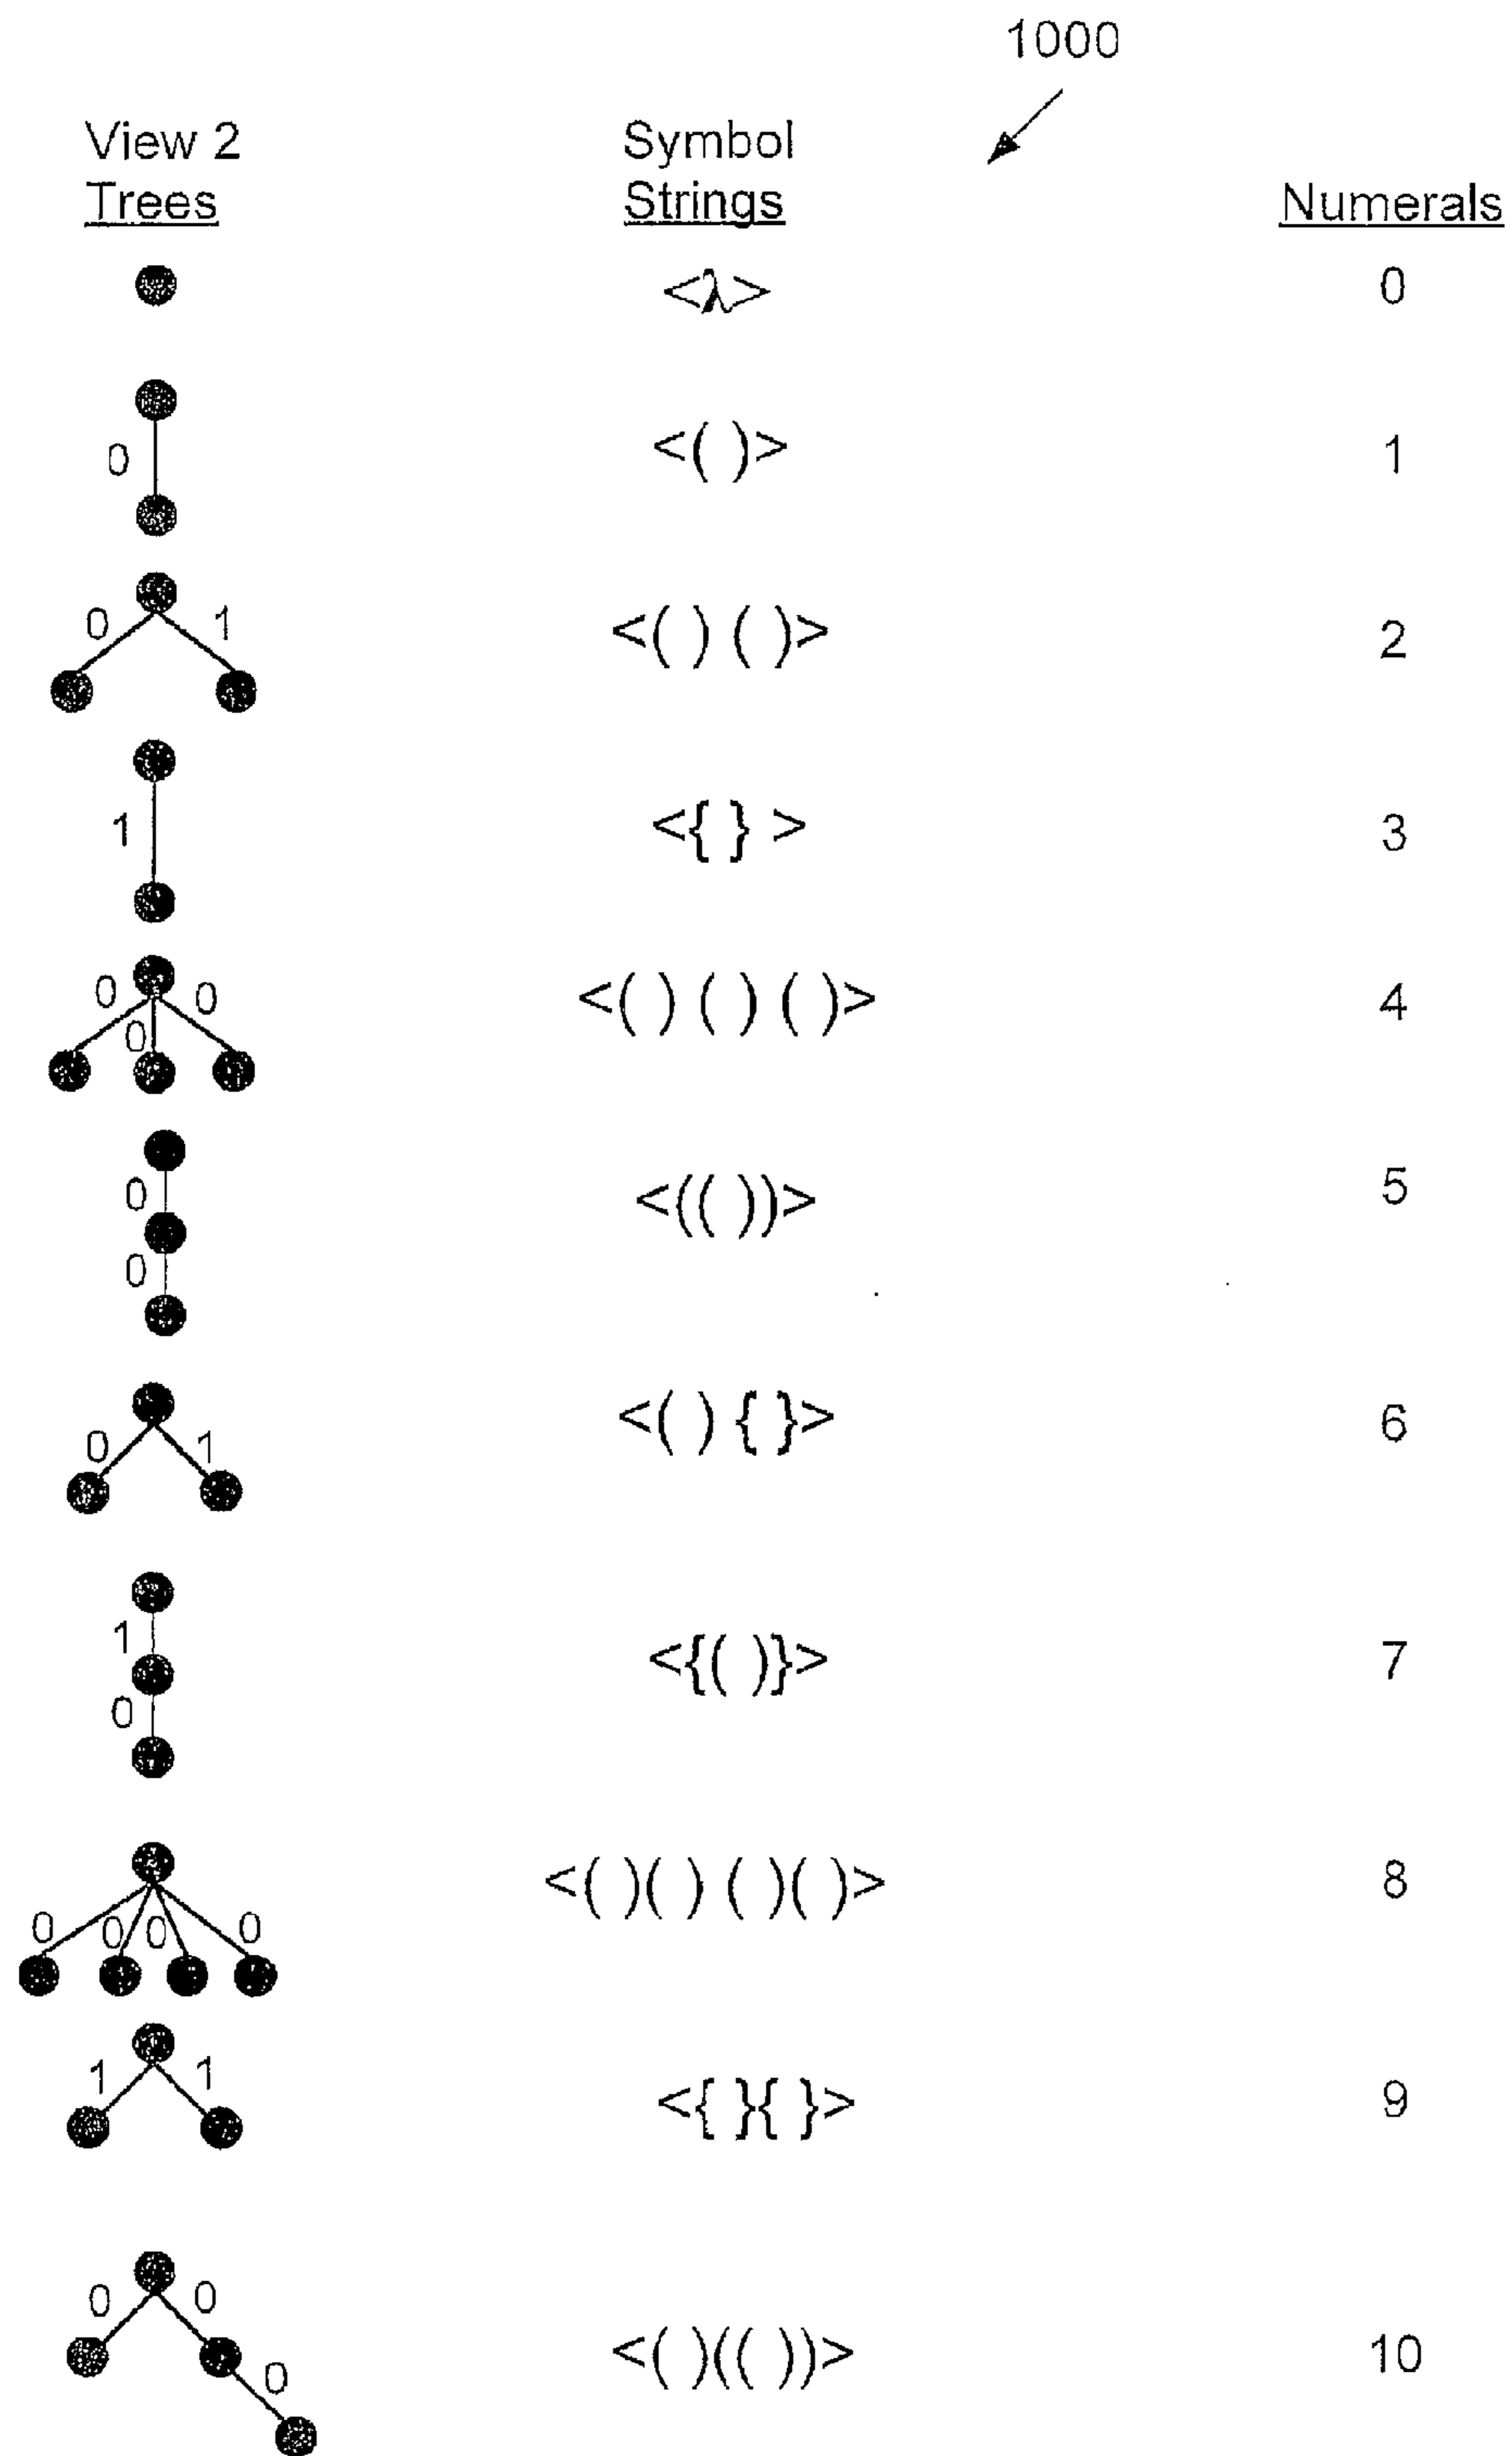 1000
View 2
Trees
Symbol
Strings
Numerals
<λ>
0
0
<( )>
1
0 1
<( ) ( )>
2
1
<{ } >
3
0 0
0
<( ) ( ) ( )>
4
0
0
<(( ))>
5
0 1
<( ) { }>
6
1
0
<{( )}>
7
0 0 0 0
<( )( ) ( )( )>
8
1 1
<{ }{ }>
9
0 0
0
<( )(( ))>
10